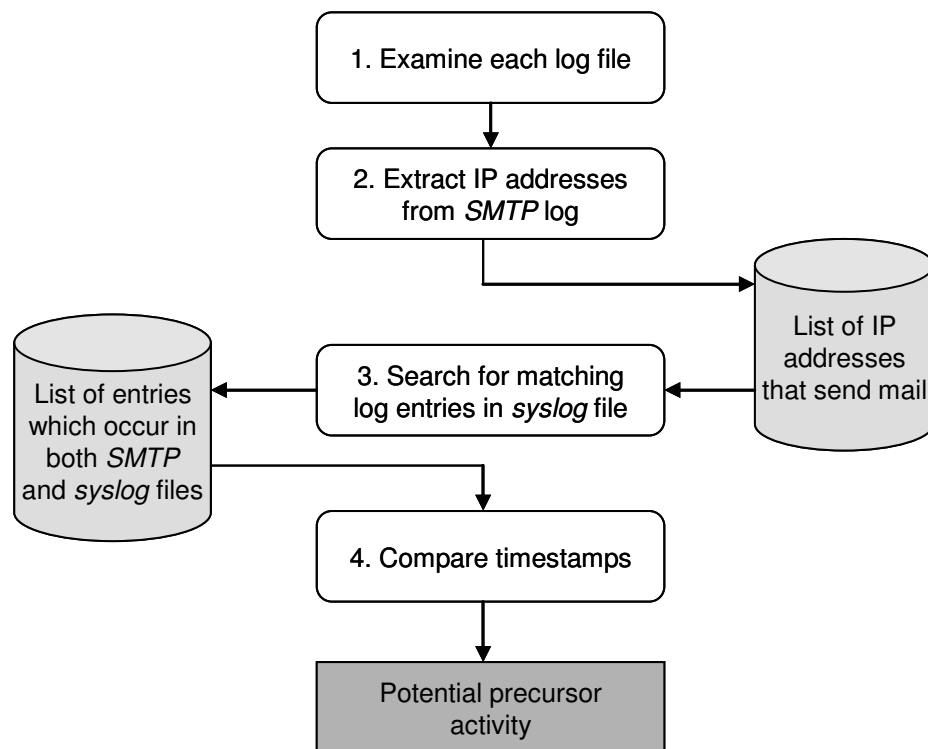 1. Examine each log file
2. Extract IP addresses
from SMTP log
List of IP
addresses
that send mail
3. Search for matching
log entries in syslog file
List of entries
which occur in
both SMTP
and syslog files
4. Compare timestamps
Potential precursor
activity